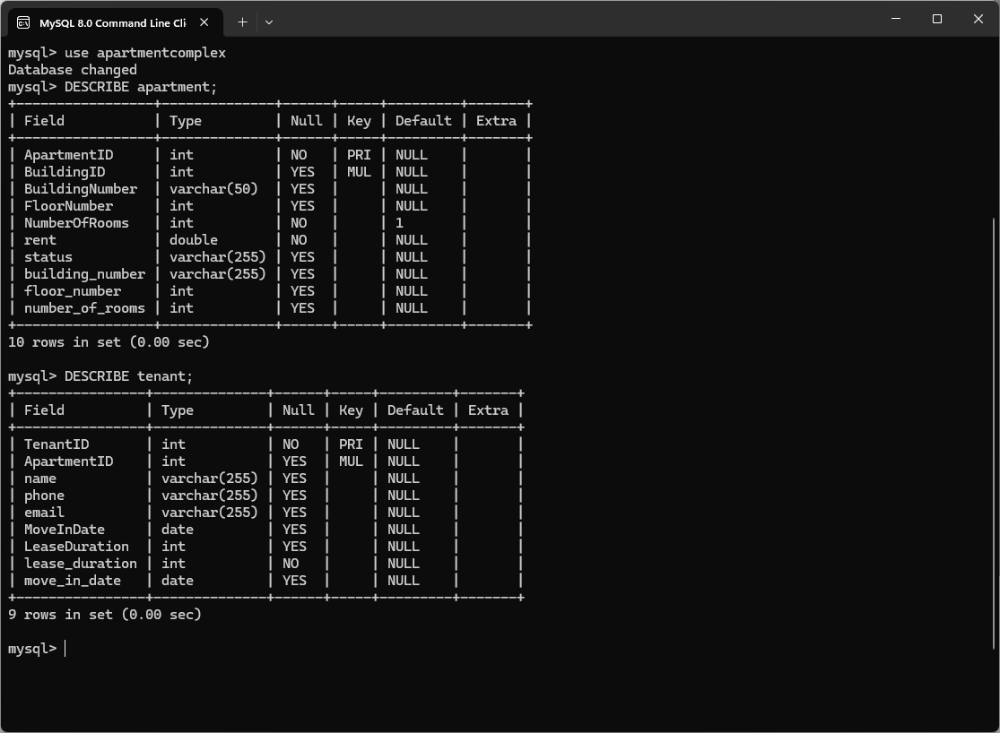 MySQL 8.0 Command Line Cli
mysql> use apartmentcomplex
Database changed
mysql> DESCRIBE apartment;
+-----------------+--------------+------+-----+---------+-------+
| Field           | Type         | Null | Key | Default | Extra |
+-----------------+--------------+------+-----+---------+-------+
| ApartmentID     | int          | NO   | PRI | NULL    |       |
| BuildingID      | int          | YES  | MUL | NULL    |       |
| BuildingNumber  | varchar(50)  | YES  |     | NULL    |       |
| FloorNumber     | int          | YES  |     | NULL    |       |
| NumberOfRooms   | int          | NO   |     | 1       |       |
| rent            | double       | NO   |     | NULL    |       |
| status          | varchar(255) | YES  |     | NULL    |       |
| building_number | varchar(255) | YES  |     | NULL    |       |
| floor_number    | int          | YES  |     | NULL    |       |
| number_of_rooms | int          | YES  |     | NULL    |       |
+-----------------+--------------+------+-----+---------+-------+
10 rows in set (0.00 sec)
mysql> DESCRIBE tenant;
+----------------+--------------+------+-----+---------+-------+
| Field          | Type         | Null | Key | Default | Extra |
+----------------+--------------+------+-----+---------+-------+
| TenantID       | int          | NO   | PRI | NULL    |       |
| ApartmentID    | int          | YES  | MUL | NULL    |       |
| name           | varchar(255) | YES  |     | NULL    |       |
| phone          | varchar(255) | YES  |     | NULL    |       |
| email          | varchar(255) | YES  |     | NULL    |       |
| MoveInDate     | date         | YES  |     | NULL    |       |
| LeaseDuration  | int          | YES  |     | NULL    |       |
| lease_duration | int          | NO   |     | NULL    |       |
| move_in_date   | date         | YES  |     | NULL    |       |
+----------------+--------------+------+-----+---------+-------+
9 rows in set (0.00 sec)
mysql>